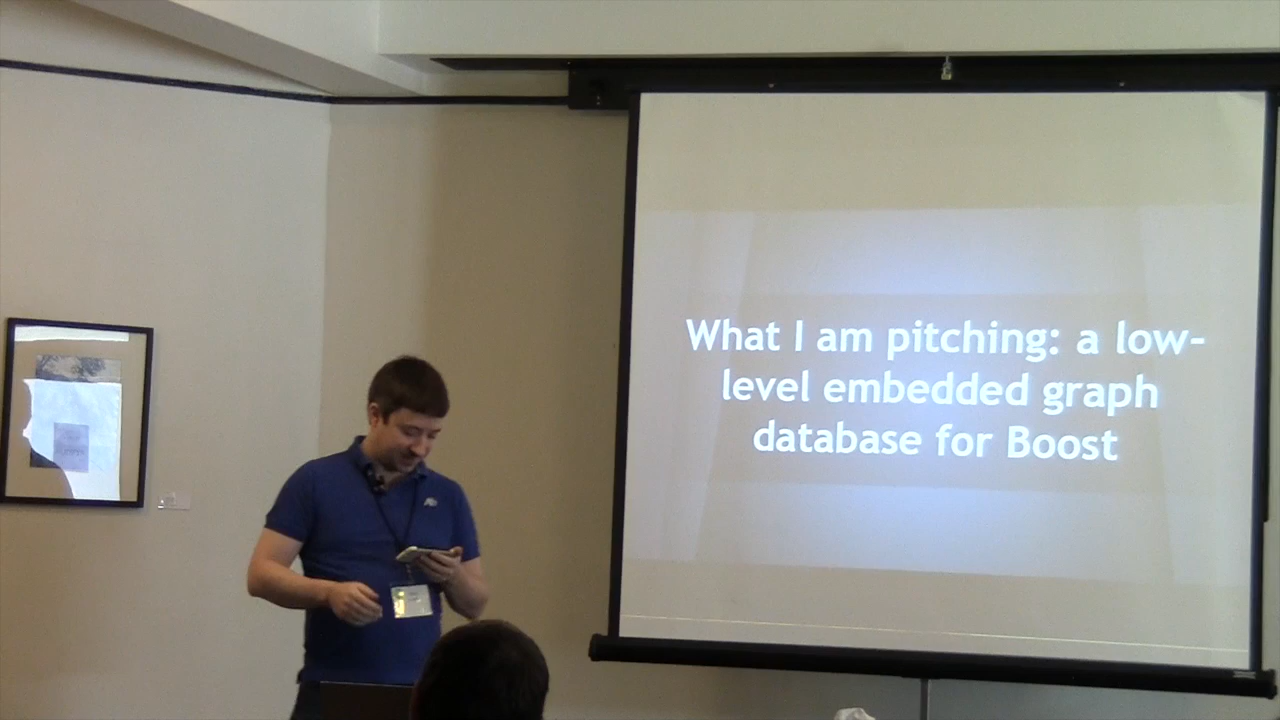 What I am pitching: a low-
level embedded graph
database for Boost